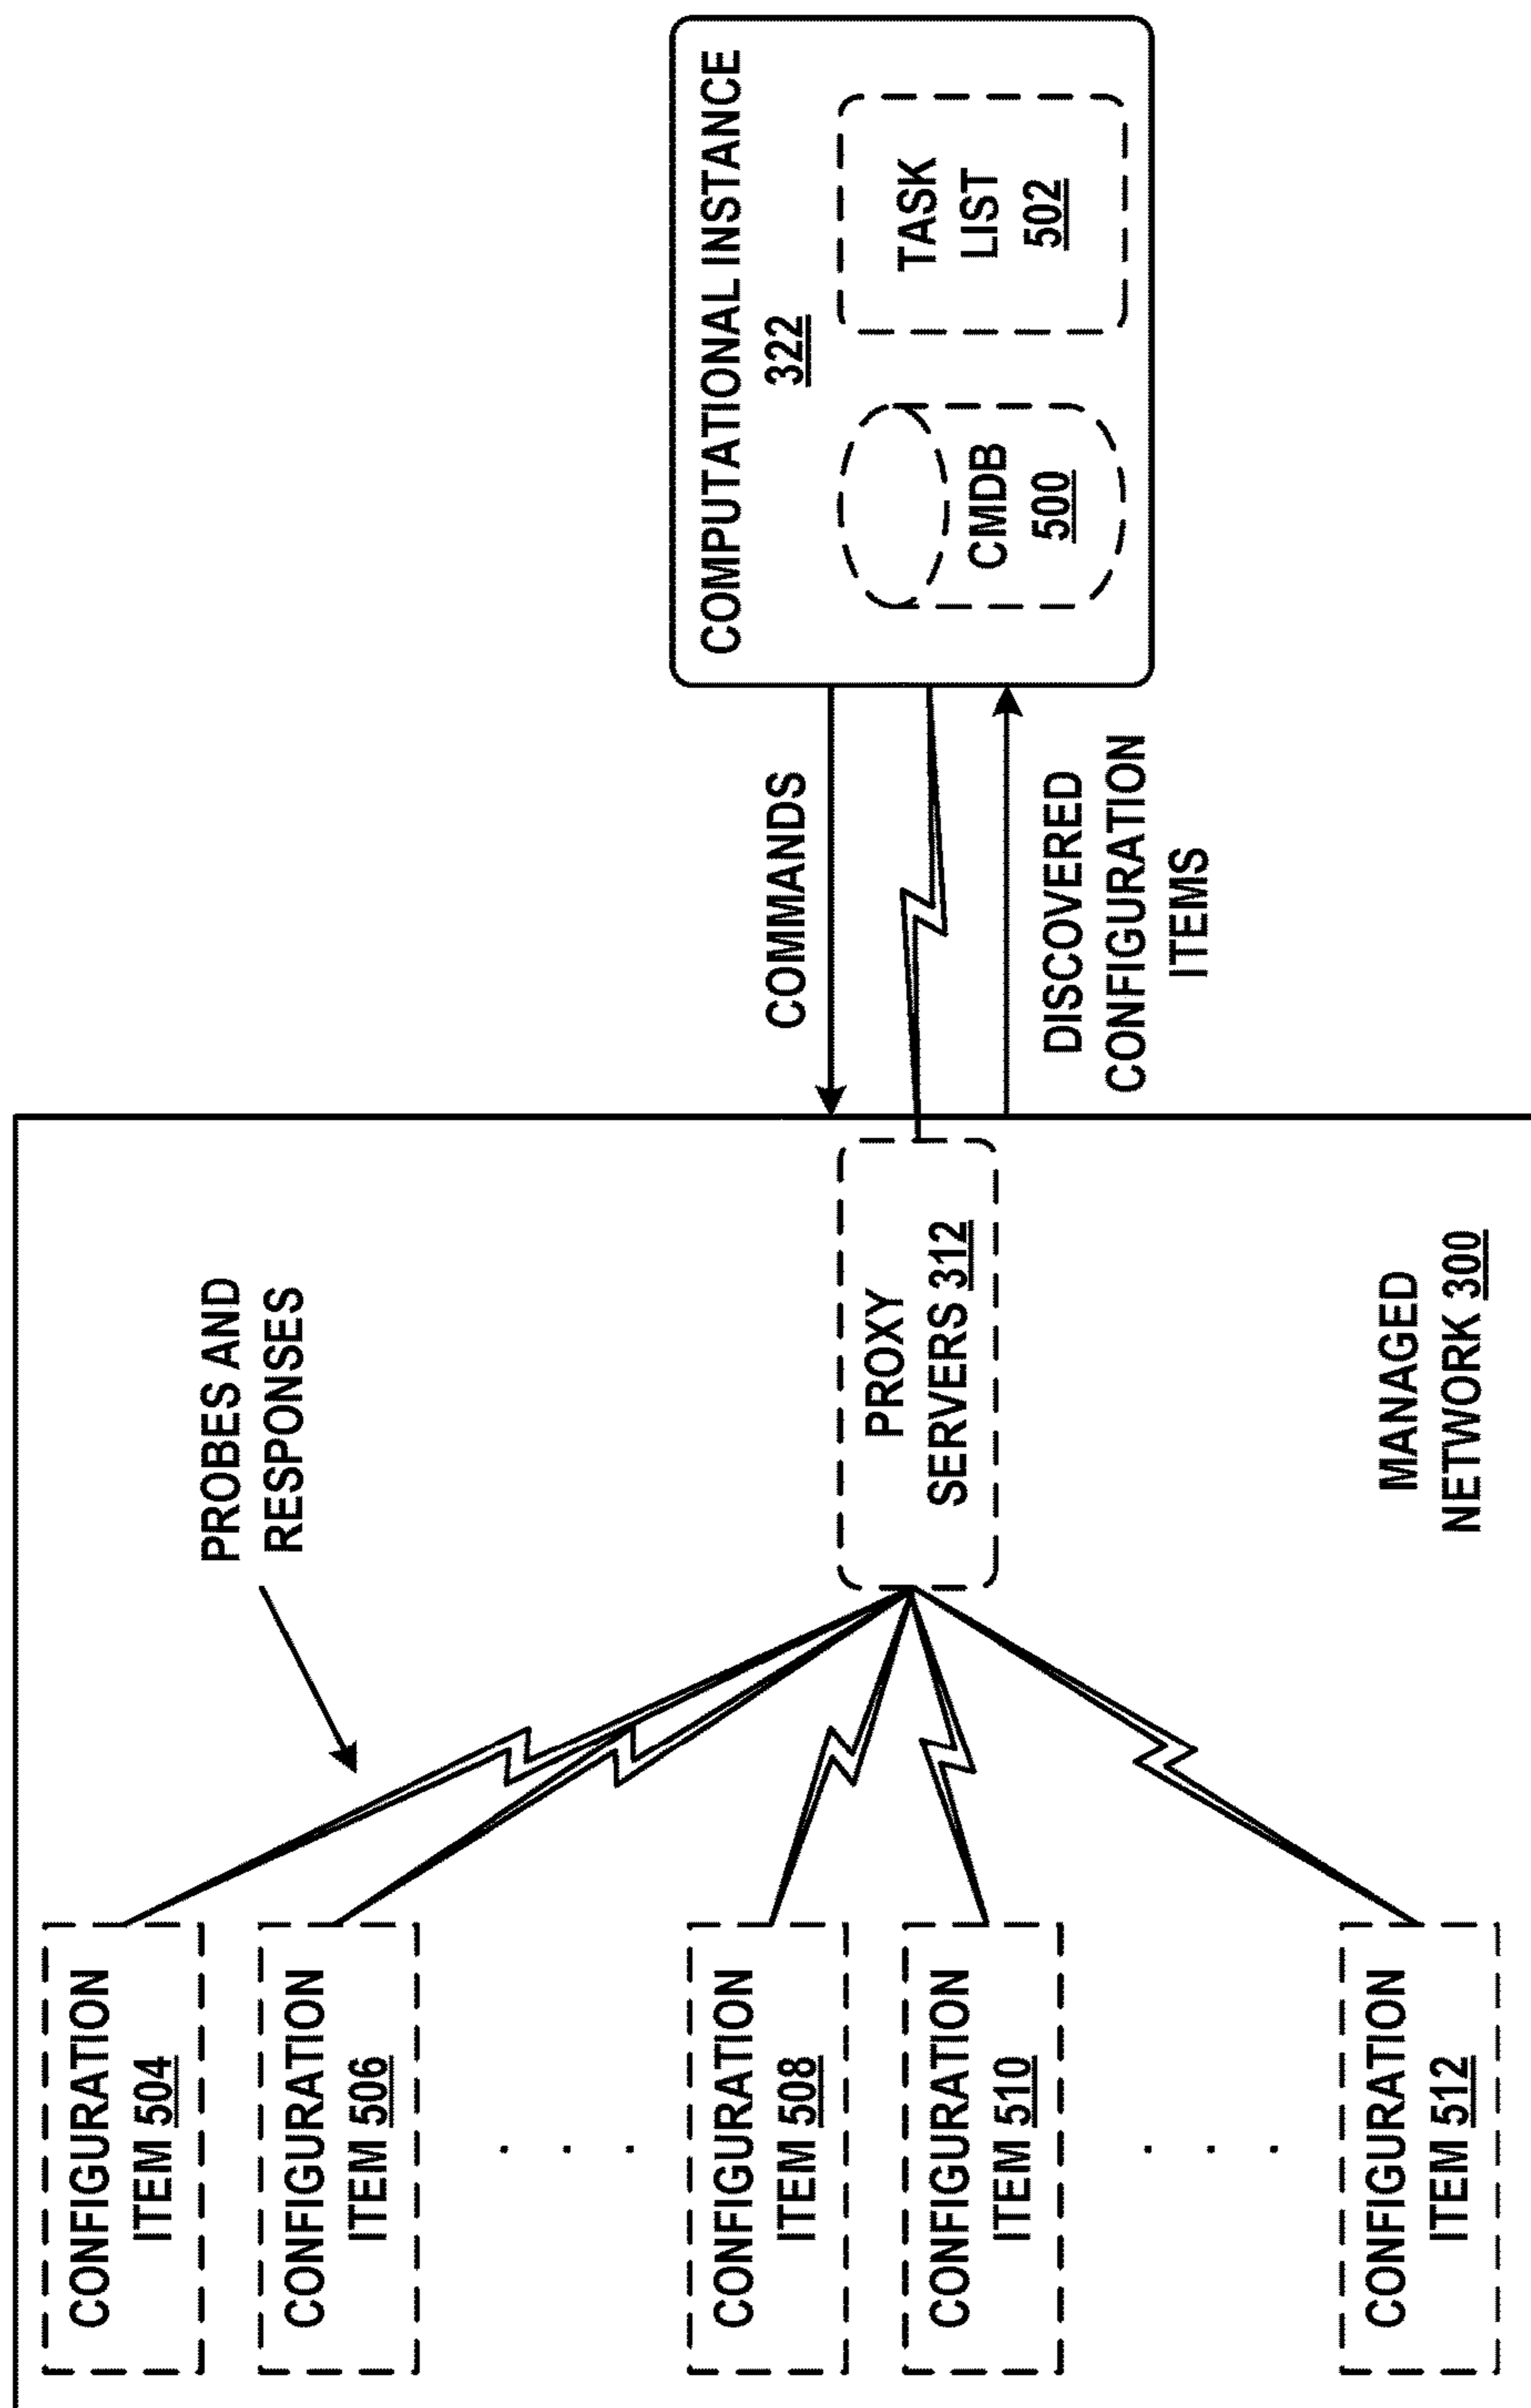 COMPUTATIONAL INSTANCE
322
CMDB
500
TASK
LIST
502
COMMANDS
DISCOVERED
CONFIGURATION
ITEMS
PROBES AND
RESPONSES
PROXY
SERVERS 312
MANAGED
NETWORK 300
CONFIGURATION
ITEM 504
CONFIGURATION
ITEM 506
. . .
CONFIGURATION
ITEM 508
CONFIGURATION
ITEM 510
. . .
CONFIGURATION
ITEM 512